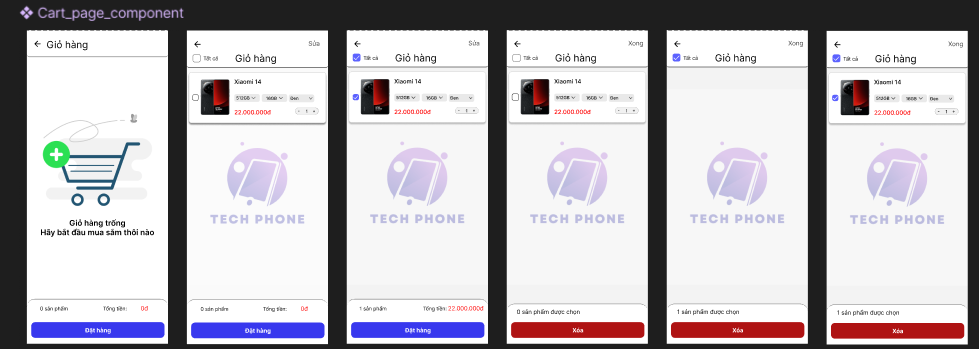 Cart_page_component
Giỏ hàng
Giỏ hàng trống
Hãy bắt đầu mua sắm thôi nào
0 sản phẩm Tổng tiền: 0đ
Đặt hàng
Sửa
Tất cả Giỏ hàng
Xiaomi 14
512GB 16GB Đen
22.000.000đ
- 1 +
TECH PHONE
0 sản phẩm Tổng tiền: 0đ
Đặt hàng
Sửa
Tất cả Giỏ hàng
Xiaomi 14
512GB 16GB Đen
22.000.000đ
- 1 +
TECH PHONE
1 sản phẩm Tổng tiền: 22.000.000đ
Đặt hàng
Xong
Tất cả Giỏ hàng
Xiaomi 14
512GB 16GB Đen
22.000.000đ
- 1 +
TECH PHONE
0 sản phẩm được chọn
Xóa
Xong
Tất cả Giỏ hàng
TECH PHONE
1 sản phẩm được chọn
Xóa
Xong
Tất cả Giỏ hàng
Xiaomi 14
512GB 16GB Đen
22.000.000đ
- 1 +
TECH PHONE
1 sản phẩm được chọn
Xóa